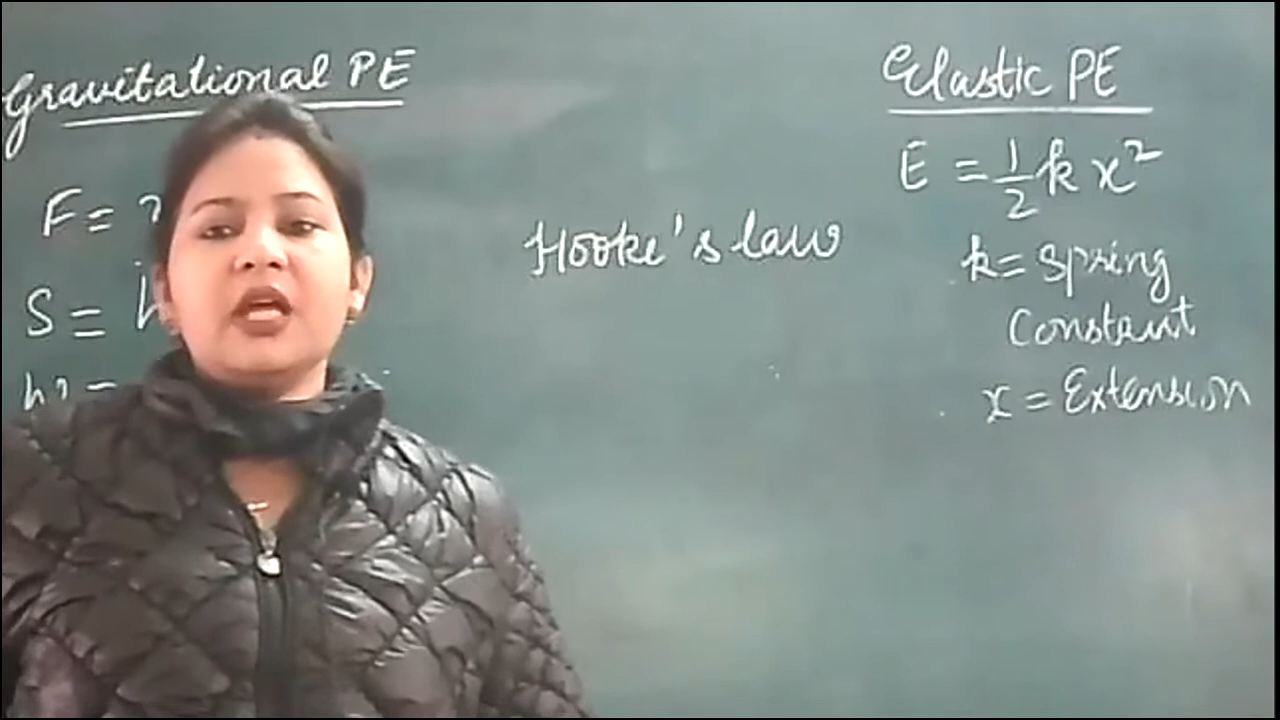 Gravitational PE
F =
S =
Hooke's law
Elastic PE
E = 1/2 k x²
k = Spring
Constant
x = Extension